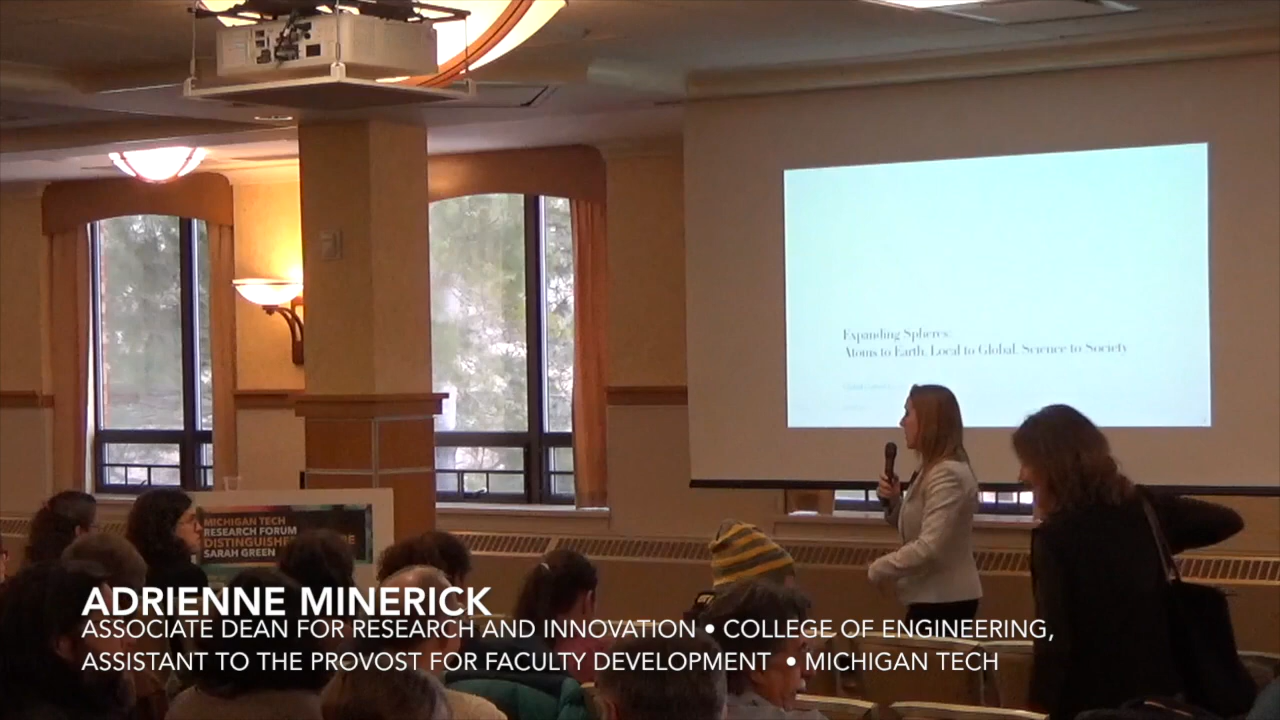 Expanding Spheres:
Atoms to Earth, Local to Global, Science to Society
MICHIGAN TECH
RESEARCH FORUM
DISTINGUISHED
SARAH GREEN
ADRIENNE MINERICK
ASSOCIATE DEAN FOR RESEARCH AND INNOVATION • COLLEGE OF ENGINEERING,
ASSISTANT TO THE PROVOST FOR FACULTY DEVELOPMENT • MICHIGAN TECH